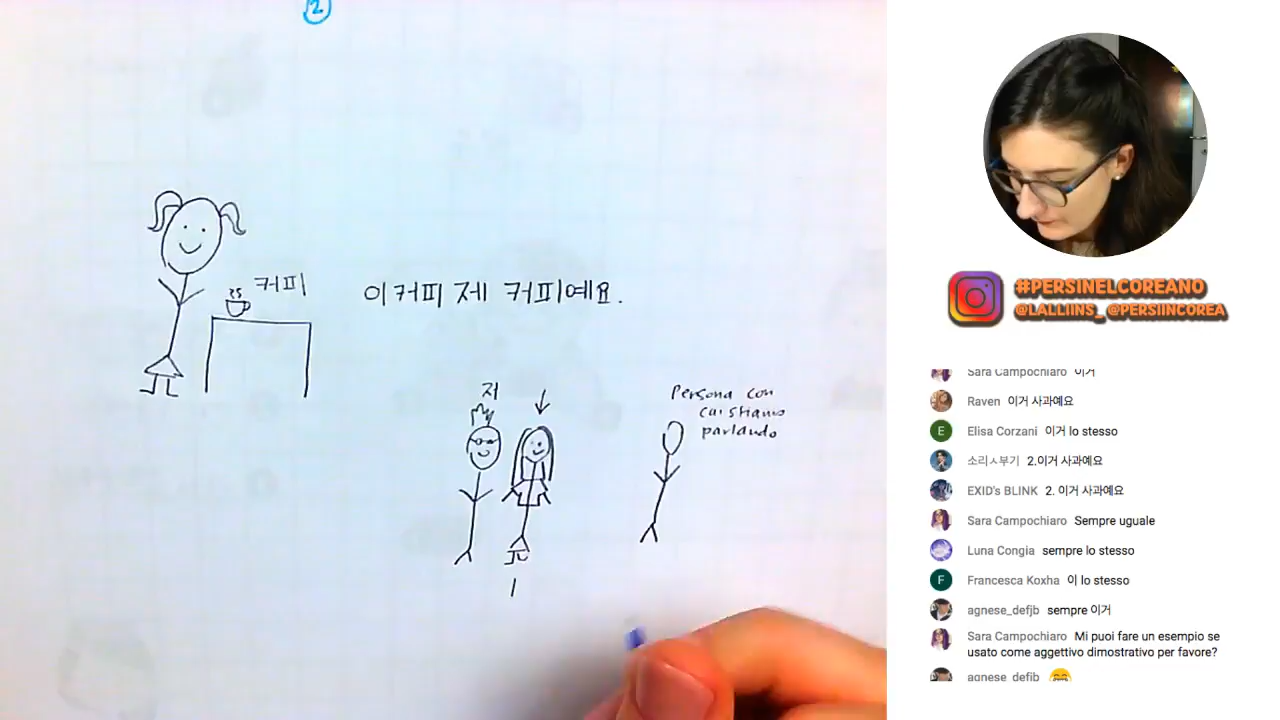 2
커피
이 커피 제 커피예요.
저
Persona con
cui stiamo
parlando
#PERSINELCOREANO
@LALLIINS_ @PERSIINCOREA
Sara Campochiaro 이거
Raven 이거 사과예요
Elisa Corzani 이거 lo stesso
소리ㅅ부기 2.이거 사과예요
EXID's BLINK 2. 이거 사과예요
Sara Campochiaro Sempre uguale
Luna Congia sempre lo stesso
F Francesca Koxha 이 lo stesso
agnese_defjb sempre 이거
Sara Campochiaro Mi puoi fare un esempio se
usato come aggettivo dimostrativo per favore?
agnese_defjb